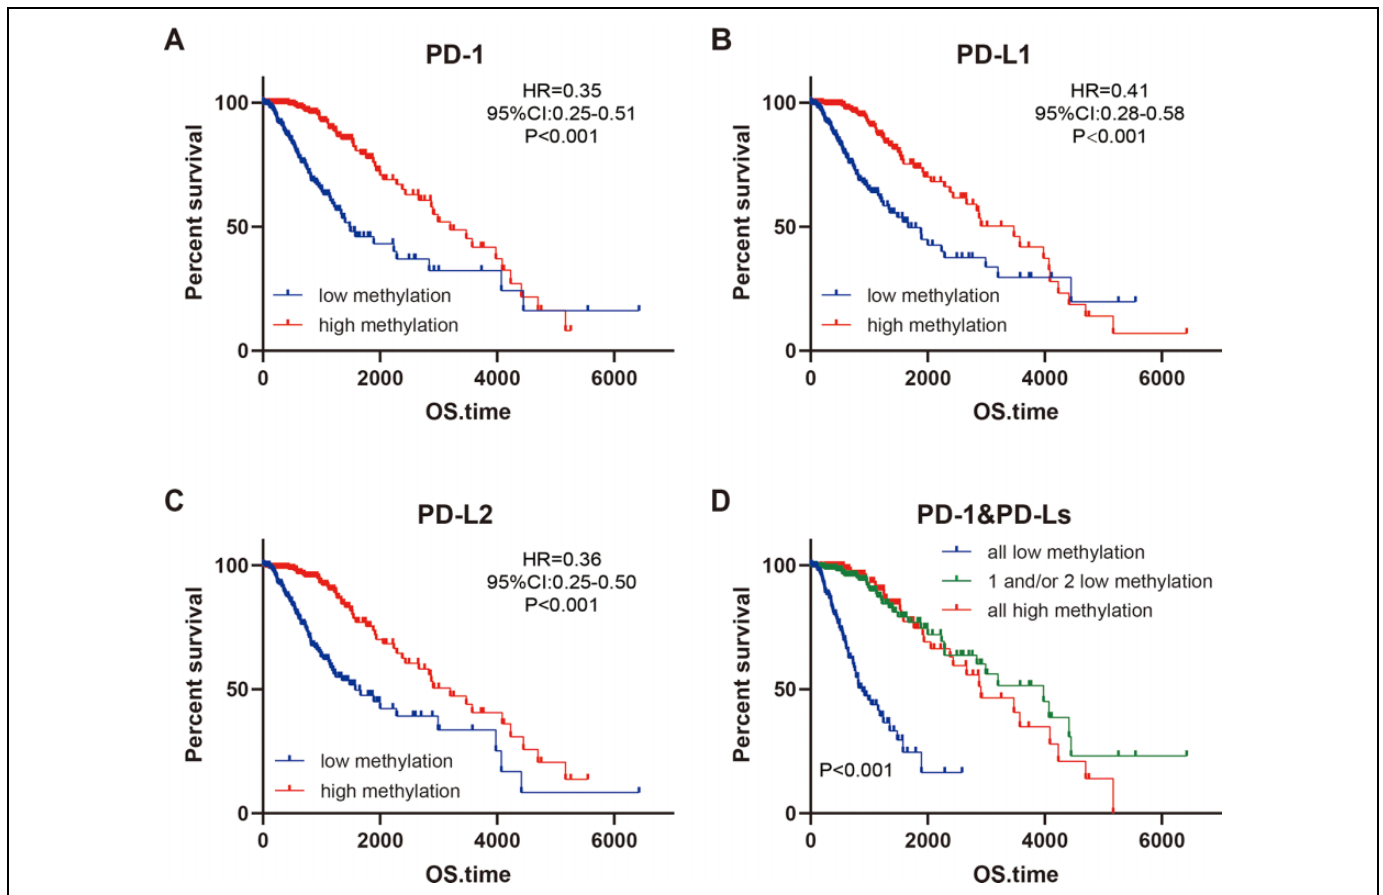 A
PD-1
HR=0.35
95%CI:0.25-0.51
P<0.001
Percent survival
100
50
0
low methylation
high methylation
0 2000 4000 6000
OS.time
B
PD-L1
HR=0.41
95%CI:0.28-0.58
P<0.001
Percent survival
100
50
0
low methylation
high methylation
0 2000 4000 6000
OS.time
C
PD-L2
HR=0.36
95%CI:0.25-0.50
P<0.001
Percent survival
100
50
0
low methylation
high methylation
0 2000 4000 6000
OS.time
D
PD-1&PD-Ls
all low methylation
1 and/or 2 low methylation
all high methylation
Percent survival
100
50
0
P<0.001
0 2000 4000 6000
OS.time